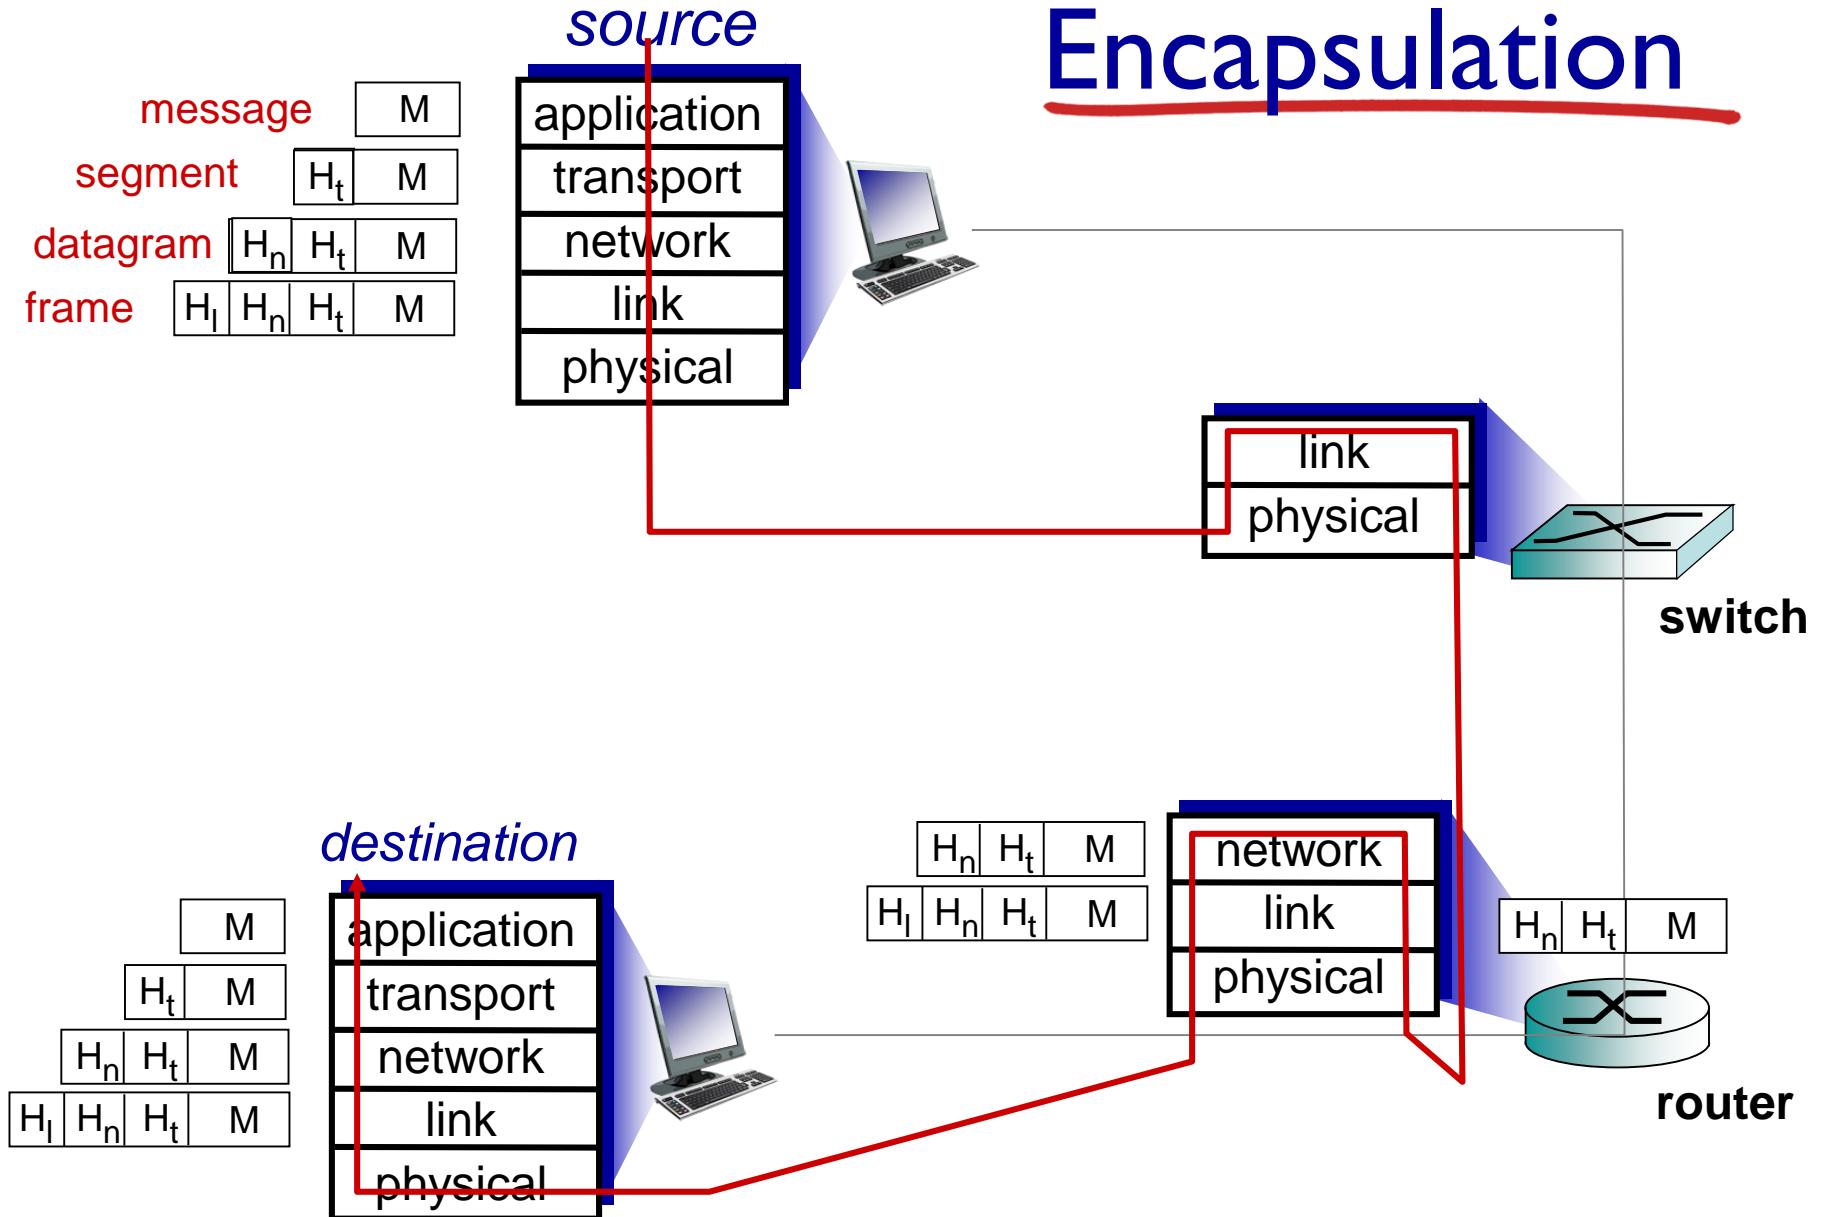 source
Encapsulation
message M
segment Ht M
datagram Hn Ht M
frame Hl Hn Ht M
application
transport
network
link
physical
link
physical
switch
destination
M
Ht M
Hn Ht M
Hl Hn Ht M
application
transport
network
link
physical
Hn Ht M
Hl Hn Ht M
network
link
physical
Hn Ht M
router